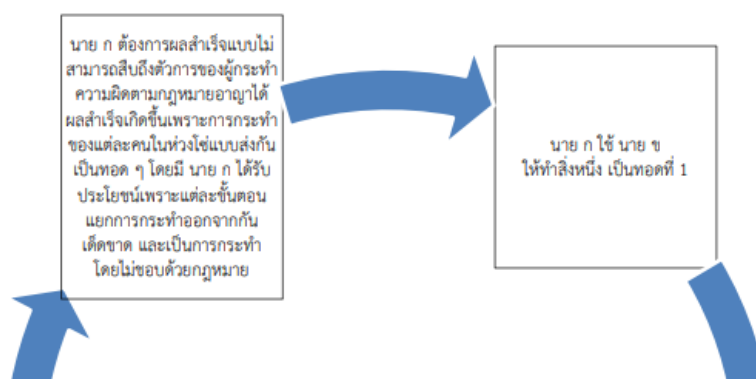 นาย ก ต้องการผลสำเร็จแบบไม่
สามารถสืบถึงตัวการของผู้กระทำ
ความผิดตามกฎหมายอาญาได้
ผลสำเร็จเกิดขึ้นเพราะการกระทำ
ของแต่ละคนในห่วงโซ่แบบส่งกัน
เป็นทอด ๆ โดยมี นาย ก ได้รับ
ประโยชน์เพราะแต่ละขั้นตอน
แยกการกระทำออกจากกัน
เด็ดขาด และเป็นการกระทำ
โดยไม่ชอบด้วยกฎหมาย
นาย ก ใช้ นาย ข
ให้ทำสิ่งหนึ่ง เป็นทอดที่ 1